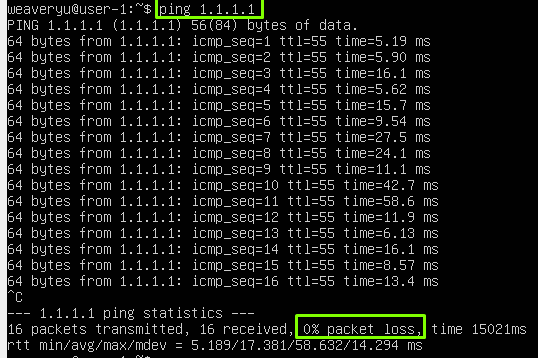 weaveryu@user-1:~$ ping 1.1.1.1
PING 1.1.1.1 (1.1.1.1) 56(84) bytes of data.
64 bytes from 1.1.1.1: icmp_seq=1 ttl=55 time=5.19 ms
64 bytes from 1.1.1.1: icmp_seq=2 ttl=55 time=5.90 ms
64 bytes from 1.1.1.1: icmp_seq=3 ttl=55 time=16.1 ms
64 bytes from 1.1.1.1: icmp_seq=4 ttl=55 time=5.62 ms
64 bytes from 1.1.1.1: icmp_seq=5 ttl=55 time=15.7 ms
64 bytes from 1.1.1.1: icmp_seq=6 ttl=55 time=9.54 ms
64 bytes from 1.1.1.1: icmp_seq=7 ttl=55 time=27.5 ms
64 bytes from 1.1.1.1: icmp_seq=8 ttl=55 time=24.1 ms
64 bytes from 1.1.1.1: icmp_seq=9 ttl=55 time=11.1 ms
64 bytes from 1.1.1.1: icmp_seq=10 ttl=55 time=42.7 ms
64 bytes from 1.1.1.1: icmp_seq=11 ttl=55 time=58.6 ms
64 bytes from 1.1.1.1: icmp_seq=12 ttl=55 time=11.9 ms
64 bytes from 1.1.1.1: icmp_seq=13 ttl=55 time=6.13 ms
64 bytes from 1.1.1.1: icmp_seq=14 ttl=55 time=16.1 ms
64 bytes from 1.1.1.1: icmp_seq=15 ttl=55 time=8.57 ms
64 bytes from 1.1.1.1: icmp_seq=16 ttl=55 time=13.4 ms
^C
--- 1.1.1.1 ping statistics ---
16 packets transmitted, 16 received, 0% packet loss, time 15021ms
rtt min/avg/max/mdev = 5.189/17.381/58.632/14.294 ms